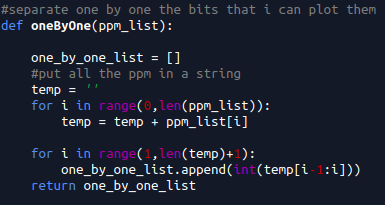 #separate one by one the bits that i can plot them
def oneByOne(ppm_list):
one_by_one_list = []
#put all the ppm in a string
temp = ''
for i in range(0,len(ppm_list)):
temp = temp + ppm_list[i]
for i in range(1,len(temp)+1):
one_by_one_list.append(int(temp[i-1:i]))
return one_by_one_list